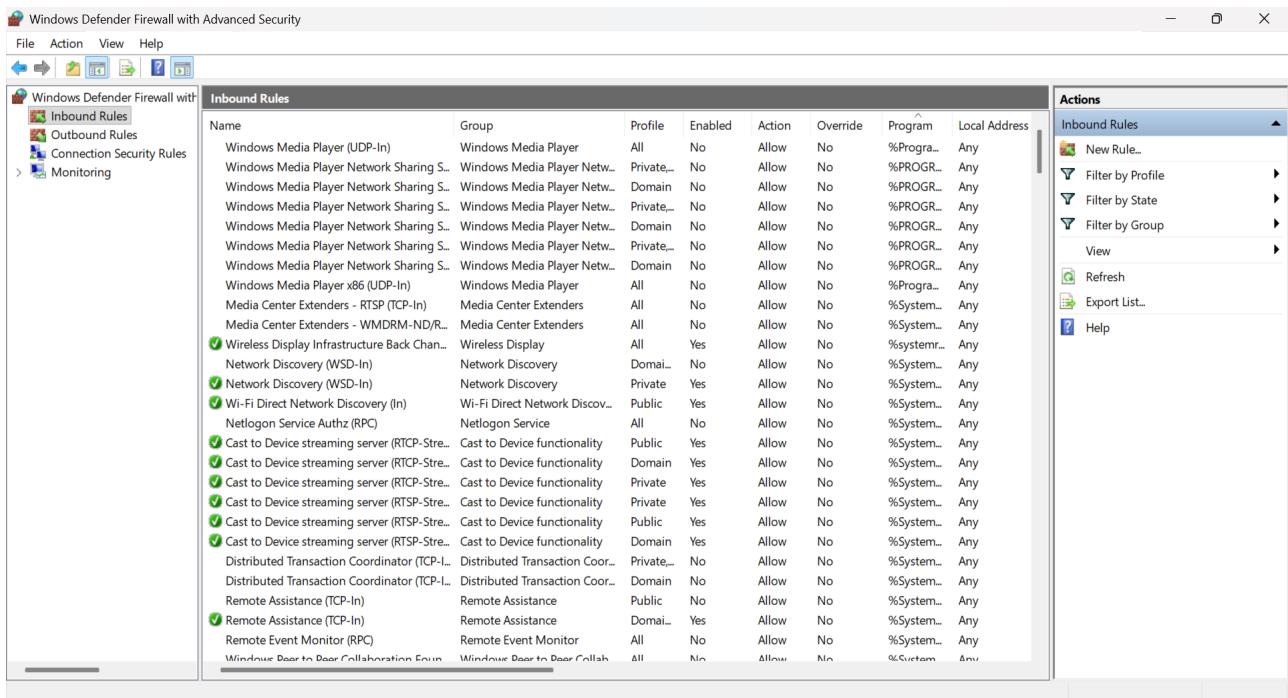 Windows Defender Firewall with Advanced Security
File Action View Help
Windows Defender Firewall with
Inbound Rules
Outbound Rules
Connection Security Rules
Monitoring
Inbound Rules
Name Group Profile Enabled Action Override Program Local Address
Windows Media Player (UDP-In) Windows Media Player All No Allow No %Progra... Any
Windows Media Player Network Sharing S... Windows Media Player Netw... Private,... No Allow No %PROGR... Any
Windows Media Player Network Sharing S... Windows Media Player Netw... Domain No Allow No %PROGR... Any
Windows Media Player Network Sharing S... Windows Media Player Netw... Private,... No Allow No %PROGR... Any
Windows Media Player Network Sharing S... Windows Media Player Netw... Domain No Allow No %PROGR... Any
Windows Media Player Network Sharing S... Windows Media Player Netw... Private,... No Allow No %PROGR... Any
Windows Media Player Network Sharing S... Windows Media Player Netw... Domain No Allow No %PROGR... Any
Windows Media Player x86 (UDP-In) Windows Media Player All No Allow No %Progra... Any
Media Center Extenders - RTSP (TCP-In) Media Center Extenders All No Allow No %System... Any
Media Center Extenders - WMDRM-ND/R... Media Center Extenders All No Allow No %System... Any
Wireless Display Infrastructure Back Chan... Wireless Display All Yes Allow No %systemr... Any
Network Discovery (WSD-In) Network Discovery Domai... No Allow No %System... Any
Network Discovery (WSD-In) Network Discovery Private Yes Allow No %System... Any
Wi-Fi Direct Network Discovery (In) Wi-Fi Direct Network Discov... Public Yes Allow No %System... Any
Netlogon Service Authz (RPC) Netlogon Service All No Allow No %System... Any
Cast to Device streaming server (RTCP-Stre... Cast to Device functionality Public Yes Allow No %System... Any
Cast to Device streaming server (RTCP-Stre... Cast to Device functionality Domain Yes Allow No %System... Any
Cast to Device streaming server (RTCP-Stre... Cast to Device functionality Private Yes Allow No %System... Any
Cast to Device streaming server (RTSP-Stre... Cast to Device functionality Private Yes Allow No %System... Any
Cast to Device streaming server (RTSP-Stre... Cast to Device functionality Public Yes Allow No %System... Any
Cast to Device streaming server (RTSP-Stre... Cast to Device functionality Domain Yes Allow No %System... Any
Distributed Transaction Coordinator (TCP-I... Distributed Transaction Coor... Private,... No Allow No %System... Any
Distributed Transaction Coordinator (TCP-I... Distributed Transaction Coor... Domain No Allow No %System... Any
Remote Assistance (TCP-In) Remote Assistance Public No Allow No %System... Any
Remote Assistance (TCP-In) Remote Assistance Domai... Yes Allow No %System... Any
Remote Event Monitor (RPC) Remote Event Monitor All No Allow No %System... Any
Windows Peer to Peer Collaboration Foun... Windows Peer to Peer Collab... All No Allow No %System... Any
Actions
Inbound Rules
New Rule...
Filter by Profile
Filter by State
Filter by Group
View
Refresh
Export List...
Help